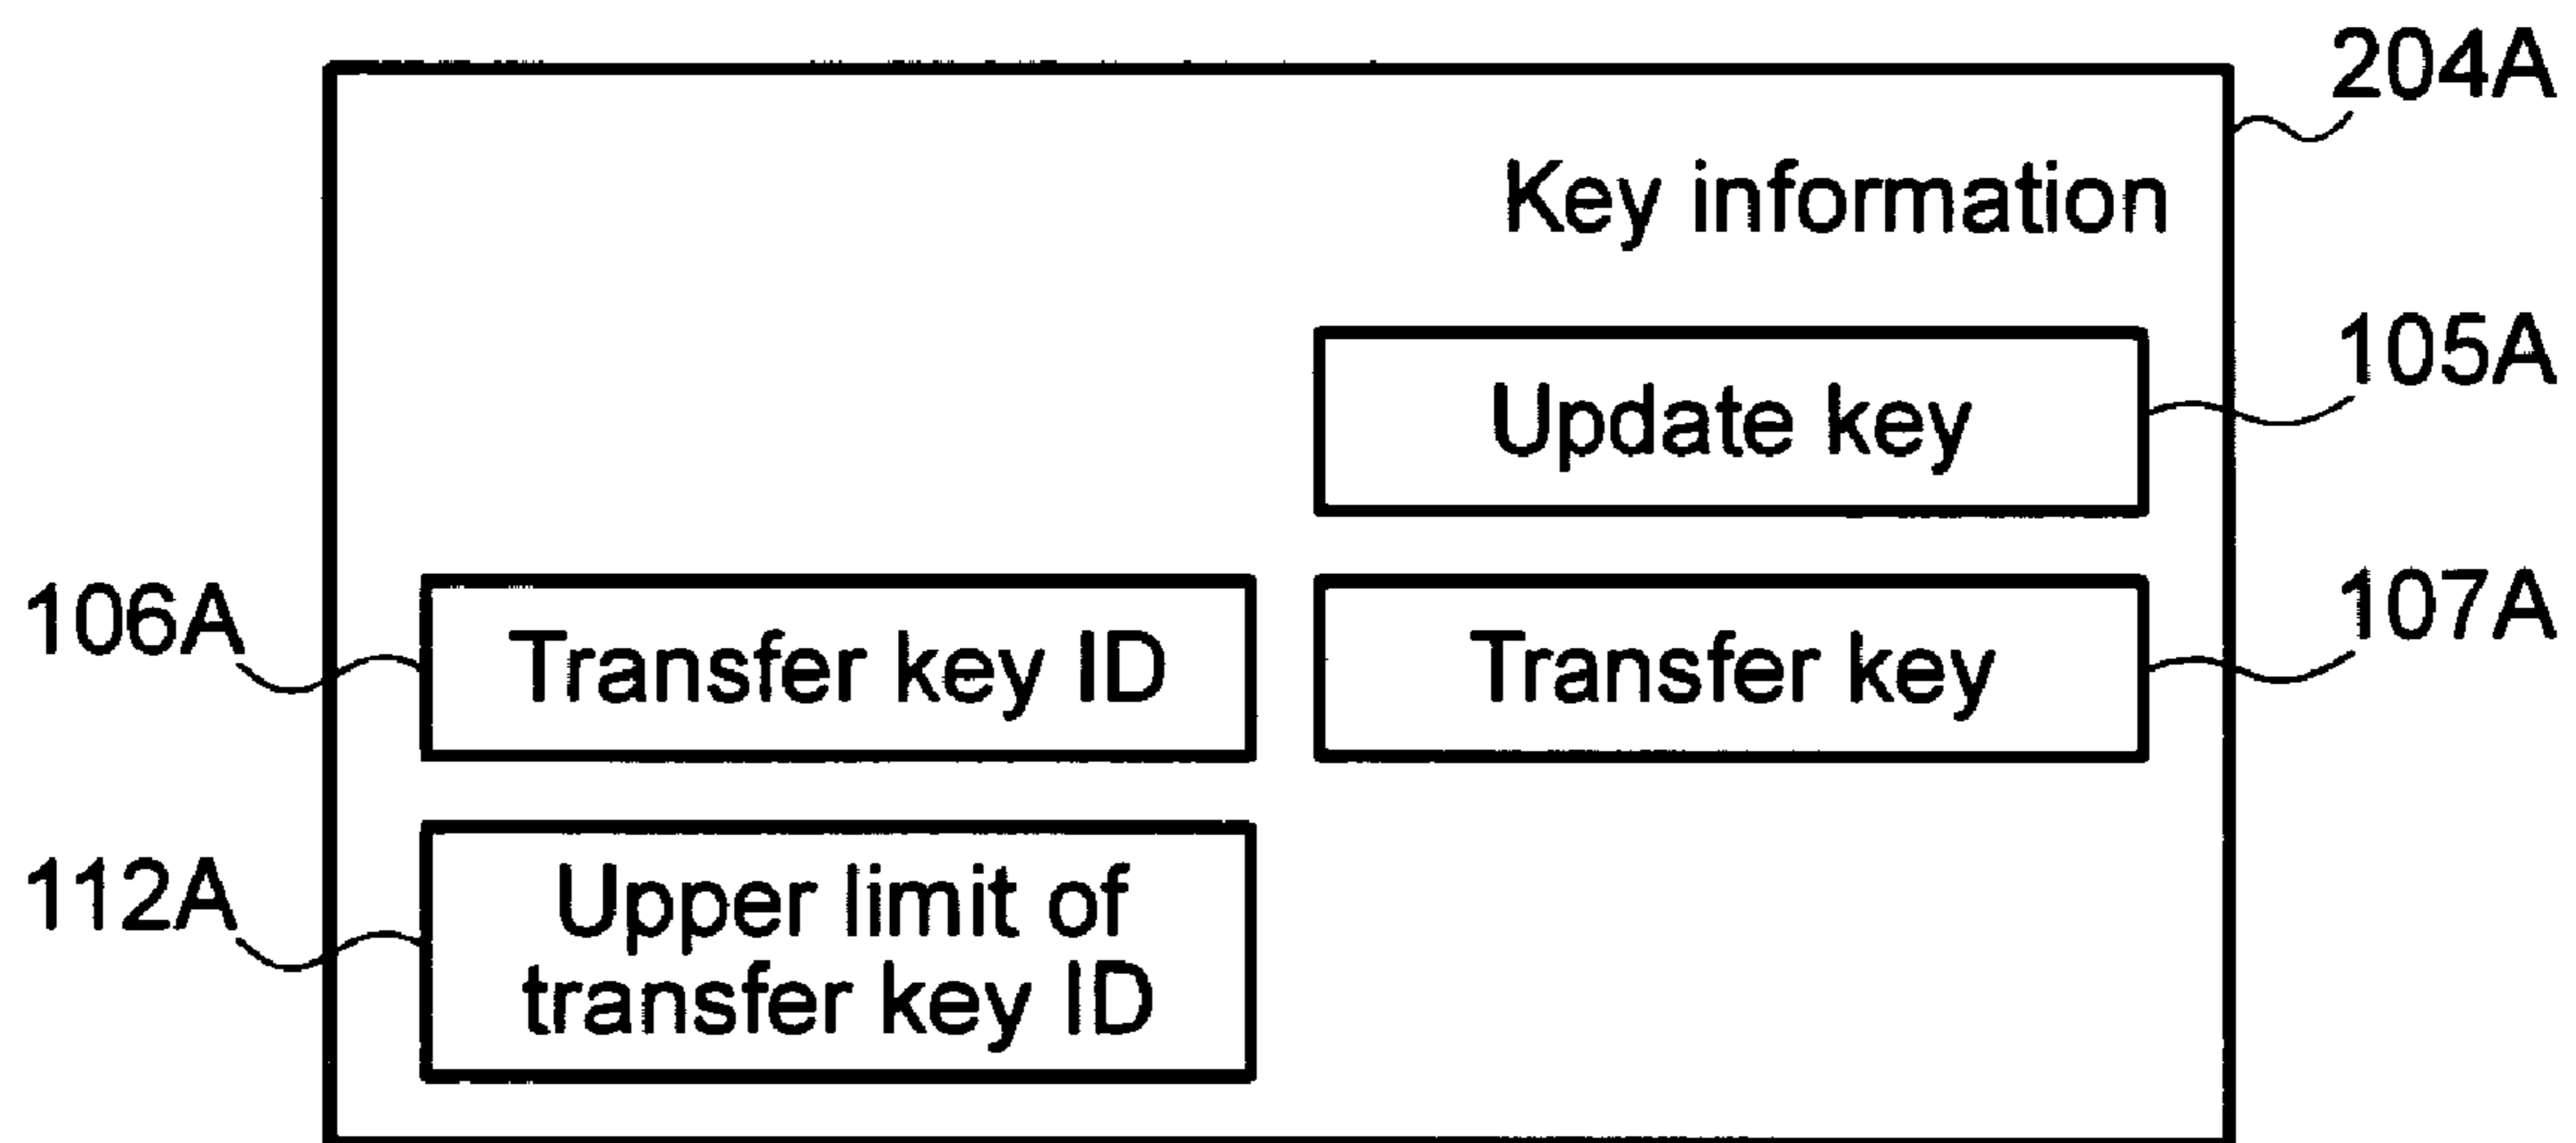 204A
Key information
105A
Update key
106A
Transfer key ID
Transfer key
107A
112A
Upper limit of
transfer key ID